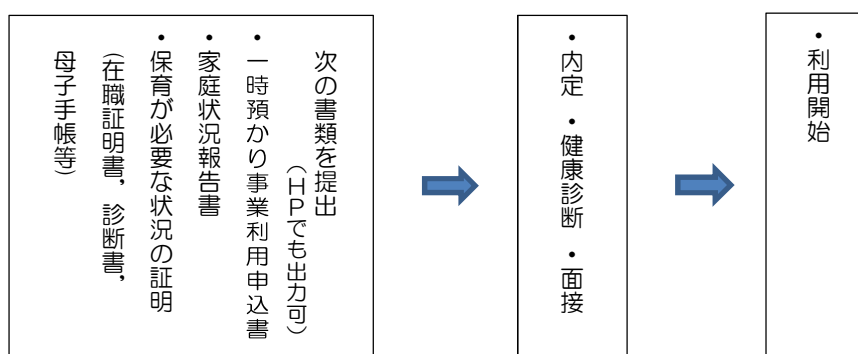 次の書類を提出
（ＨＰでも出力可）
・一時預かり事業利用申込書
・家庭状況報告書
・保育が必要な状況の証明
（在職証明書，診断書，
母子手帳等）
・内定 ・健康診断 ・面接
・利用開始